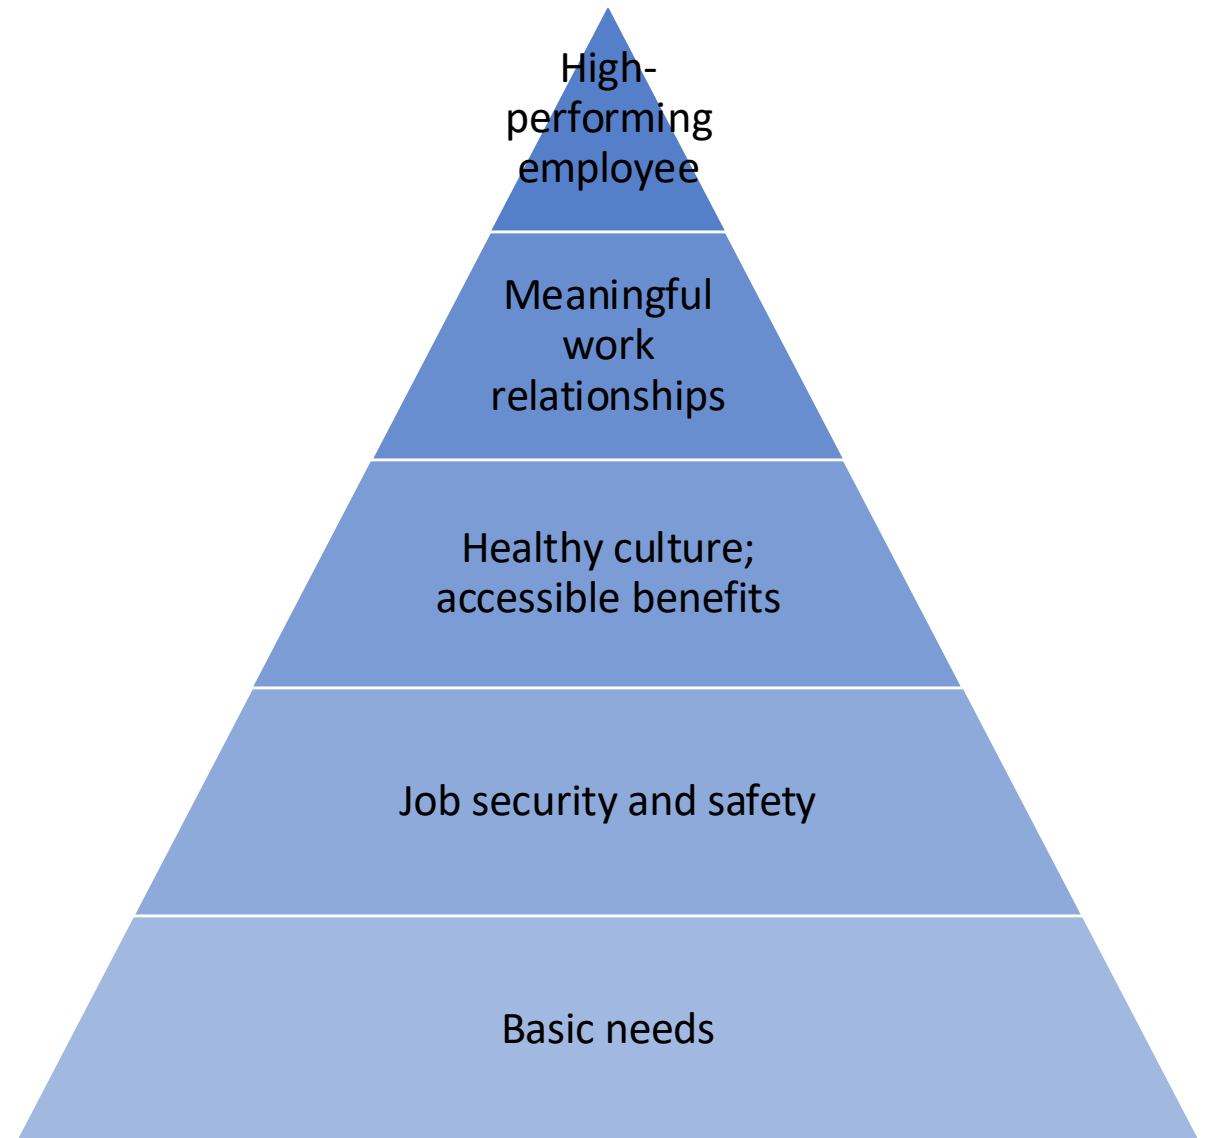 High-
performing
employee
Meaningful
work
relationships
Healthy culture;
accessible benefits
Job security and safety
Basic needs